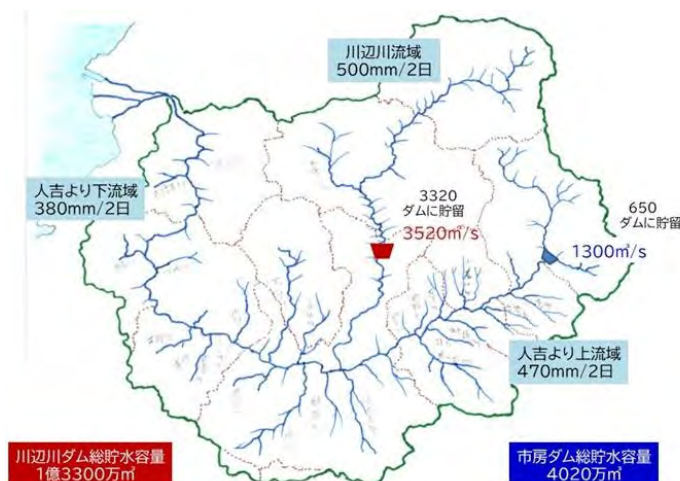 川辺川流域
500mm/2日
人吉より下流域
380mm/2日
3320
ダムに貯留
3520㎥/s
650
ダムに貯留
1300㎥/s
人吉より上流域
470mm/2日
川辺川ダム総貯水容量
1億3300万㎥
市房ダム総貯水容量
4020万㎥